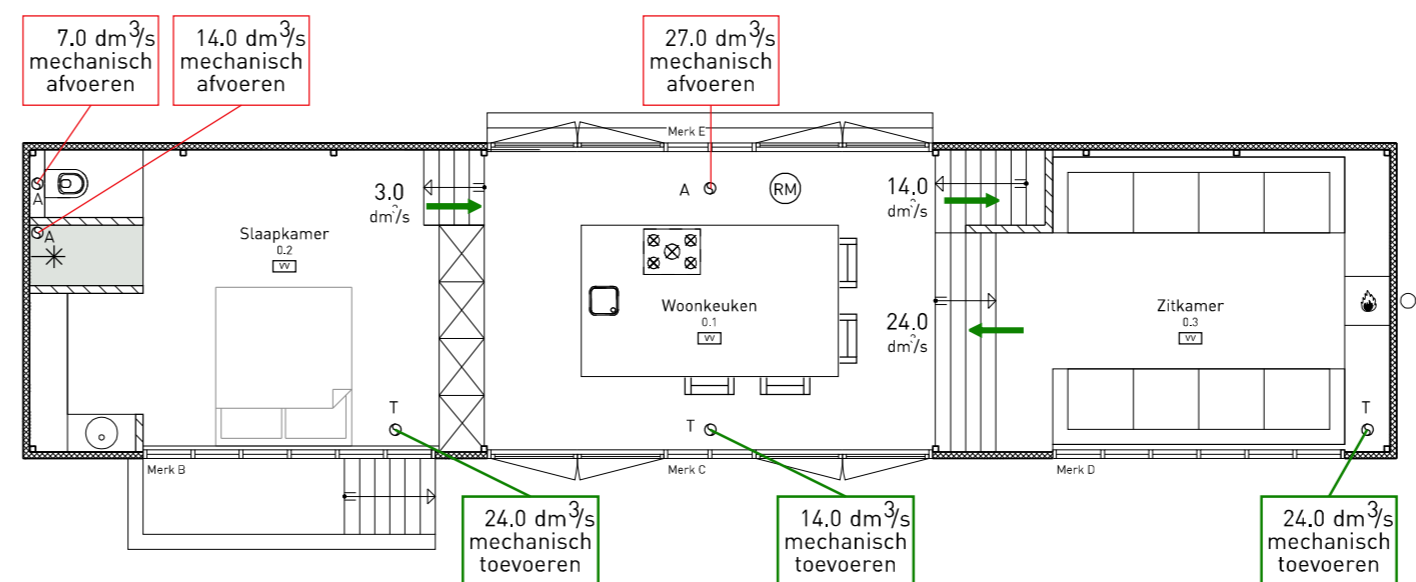 7.0 dm³/s
mechanisch
afvoeren
14.0 dm³/s
mechanisch
afvoeren
27.0 dm³/s
mechanisch
afvoeren
Merk E
A
A
3.0
dm³/s
A
RM
14.0
dm³/s
Slaapkamer
0.2
VV
Woonkeuken
0.1
VV
24.0
dm³/s
Zitkamer
0.3
VV
T
T
T
Merk B
Merk C
Merk D
24.0 dm³/s
mechanisch
toevoeren
14.0 dm³/s
mechanisch
toevoeren
24.0 dm³/s
mechanisch
toevoeren